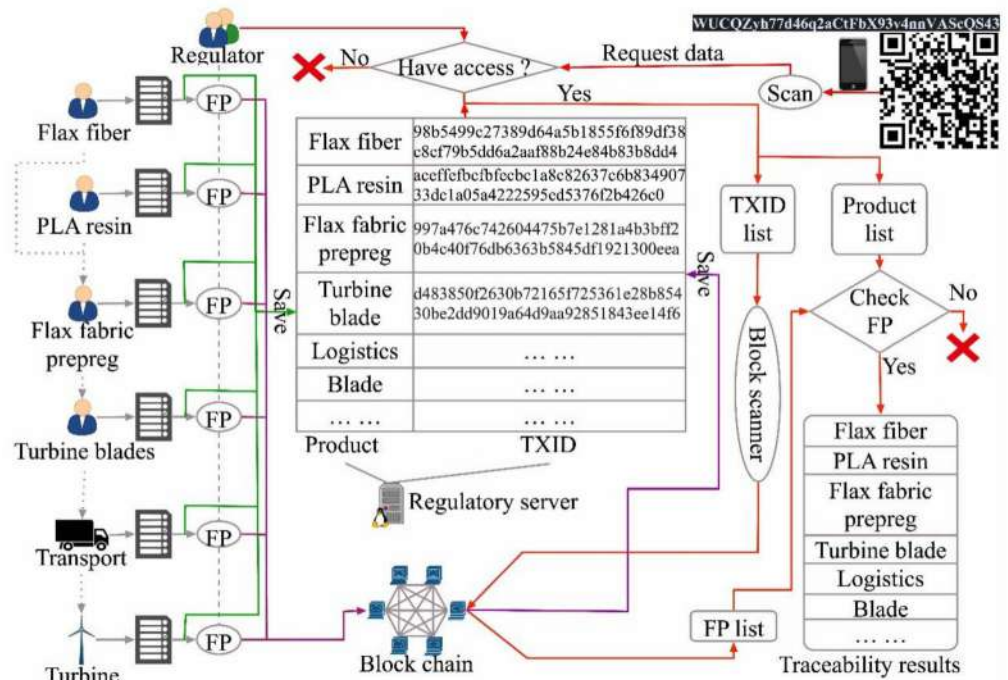 WUCQZyh77d46q2aCtFbX93v4nnVAScQS43
Regulator
No
Have access ?
Request data
Scan
Yes
Flax fiber
FP
PLA resin
FP
Flax fabric
prepreg
FP
Turbine blades
FP
Transport
FP
Turbine
FP
Save
Flax fiber
98b5499c27389d64a5b1855f6f89df38
c8cf79b5dd6a2aaf88b24e84b83b8dd4
PLA resin
33dc1a05a4222595cd5376f2b426c0
Flax fabric
prepreg
997a476c742604475b7e1281a4b3bff2
0b4c40f76db6363b5845df1921300eea
Turbine
blade
d483850f2630b72165f725361e28b854
30be2dd9019a64d9aa92851843ee14f6
Logistics
... ...
Blade
... ...
... ...
... ...
Product
TXID
Regulatory server
Save
Block chain
TXID
list
Block scanner
Product
list
Check
FP
No
Yes
FP list
Flax fiber
PLA resin
Flax fabric
prepreg
Turbine blade
Logistics
Blade
... ...
Traceability results